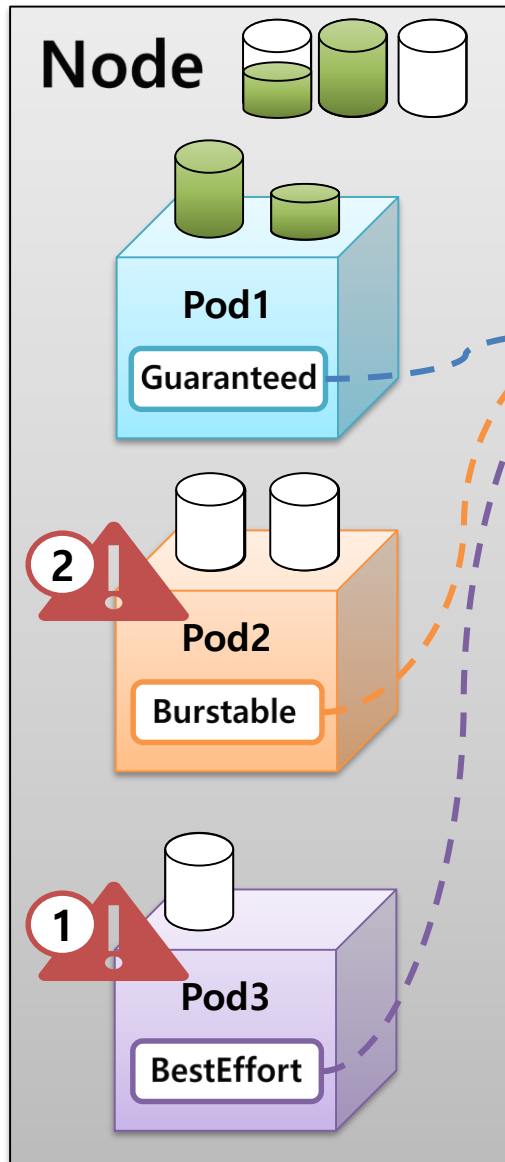 Node
Pod1
Guaranteed
2
Pod2
Burstable
1
Pod3
BestEffort